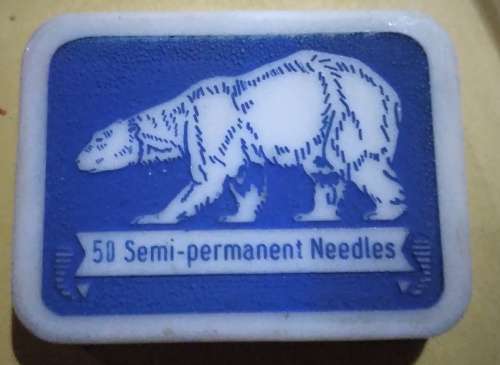 50 Semi-permanent Needles